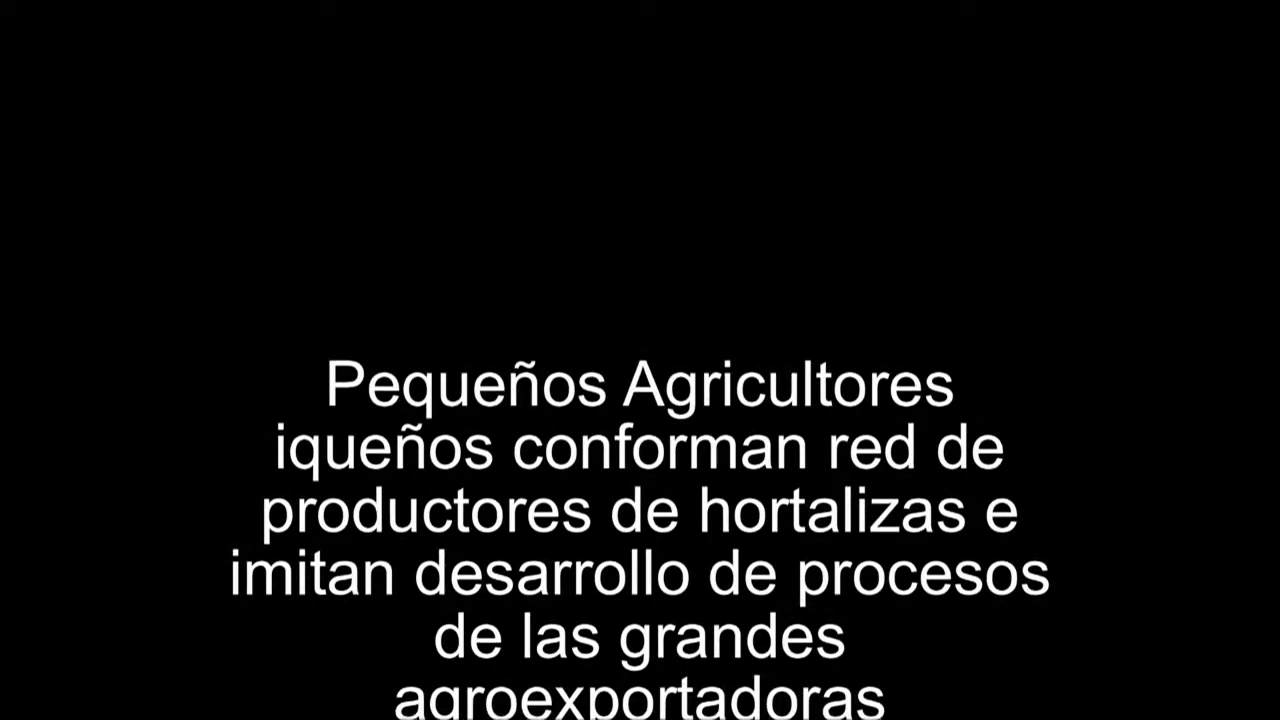 Pequeños Agricultores
iqueños conforman red de
productores de hortalizas e
imitan desarrollo de procesos
de las grandes
agroexportadoras